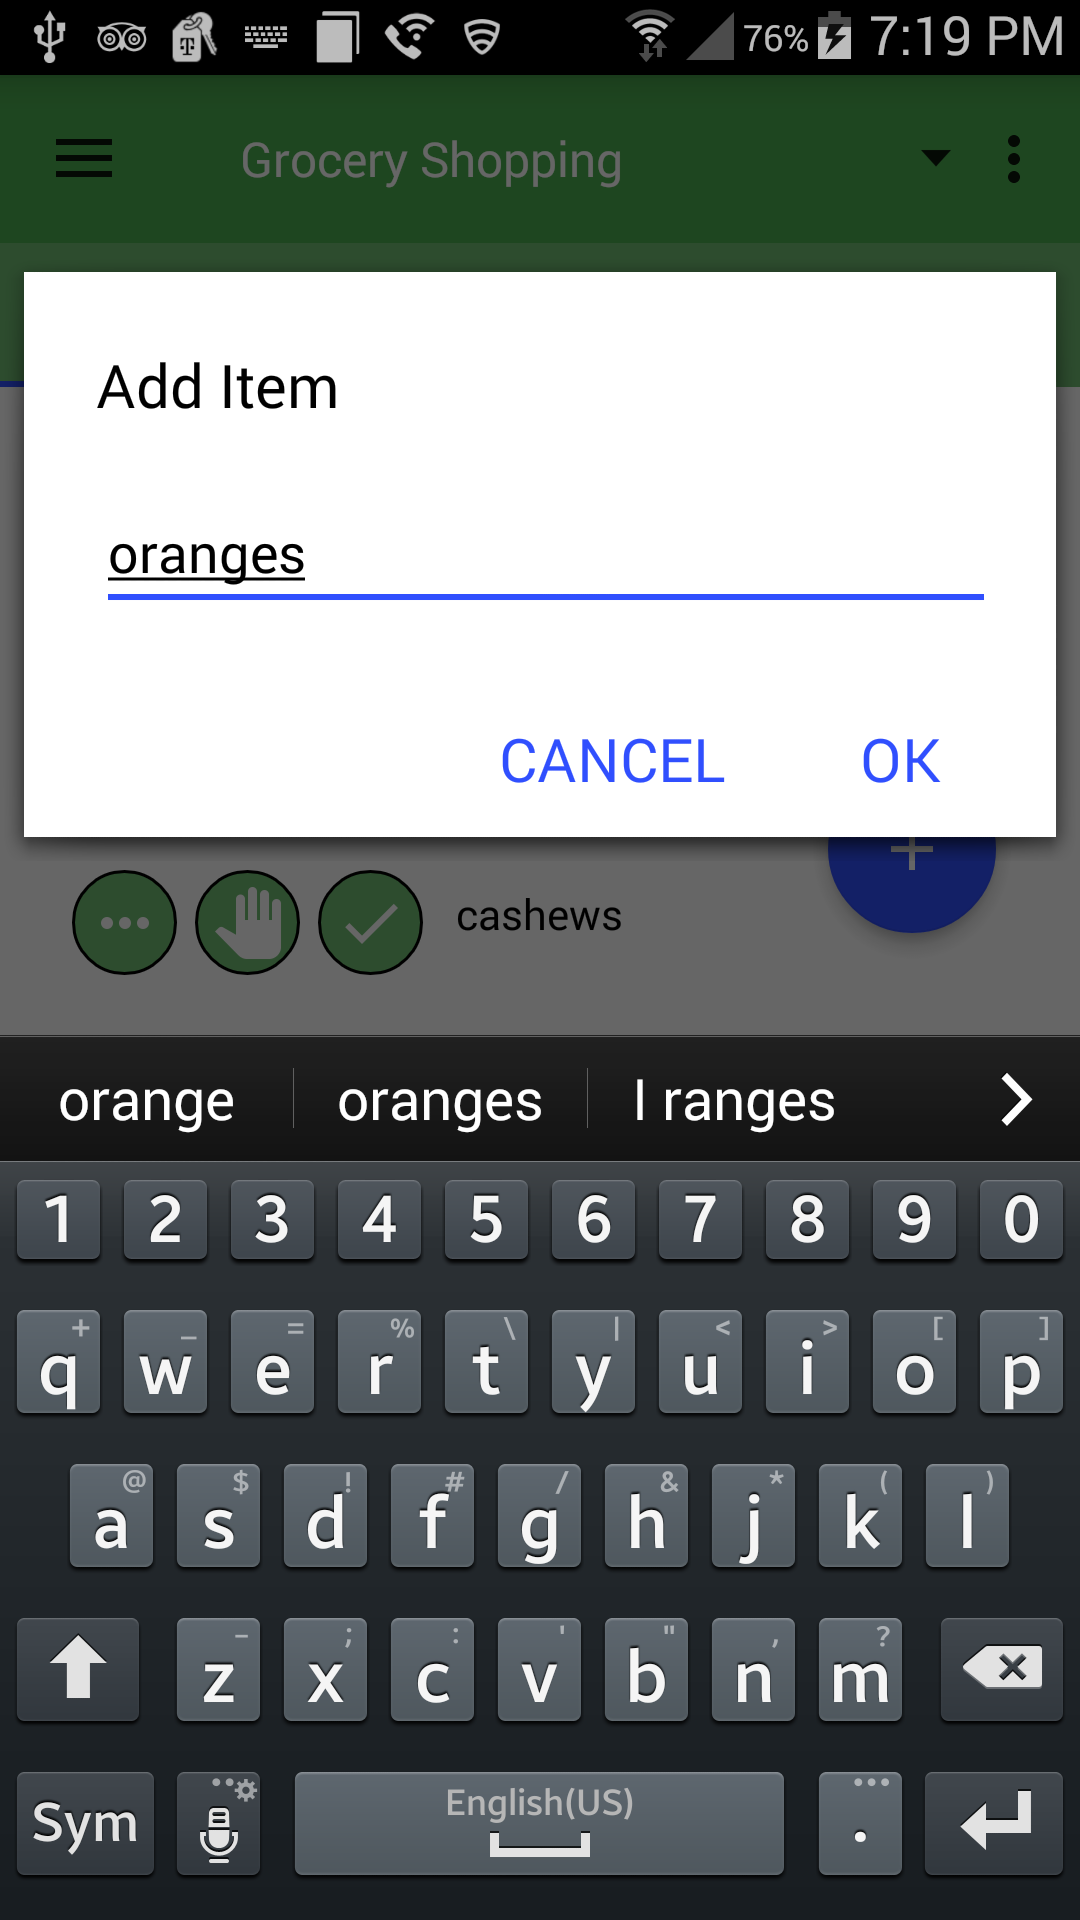 76% 7:19 PM
Grocery Shopping
Add Item
oranges
CANCEL OK
cashews
orange oranges I ranges
1 2 3 4 5 6 7 8 9 0
+ _ = % \ | < > [ ]
q w e r t y u i o p
@ $ ! # / & * ( )
a s d f g h j k l
- ; : ' " , ?
z x c v b n m
English(US)
Sym .